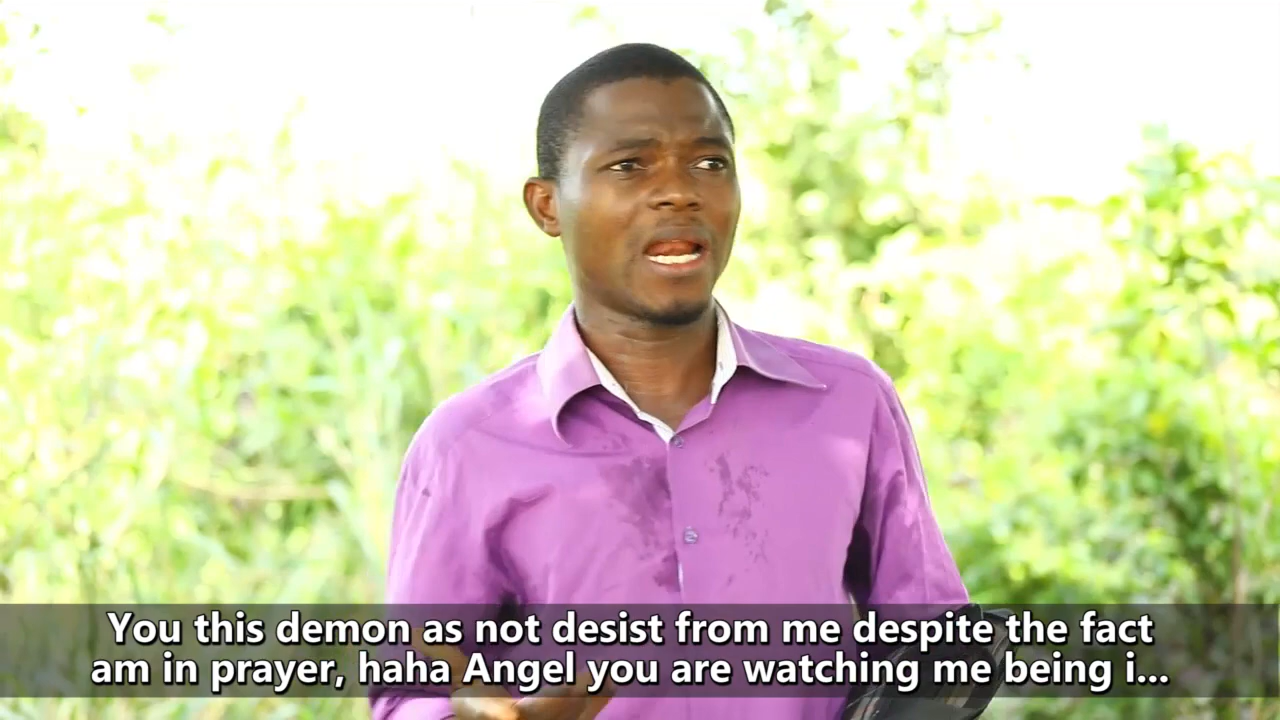 You this demon as not desist from me despite the fact
am in prayer, haha Angel you are watching me being i...